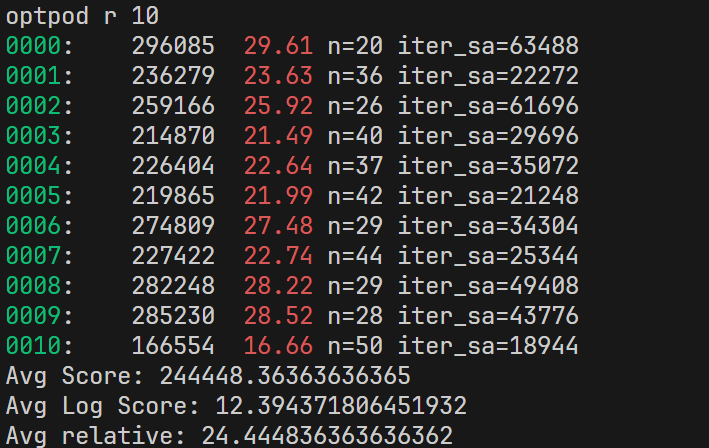 optpod r 10
0000:    296085  29.61 n=20 iter_sa=63488
0001:    236279  23.63 n=36 iter_sa=22272
0002:    259166  25.92 n=26 iter_sa=61696
0003:    214870  21.49 n=40 iter_sa=29696
0004:    226404  22.64 n=37 iter_sa=35072
0005:    219865  21.99 n=42 iter_sa=21248
0006:    274809  27.48 n=29 iter_sa=34304
0007:    227422  22.74 n=44 iter_sa=25344
0008:    282248  28.22 n=29 iter_sa=49408
0009:    285230  28.52 n=28 iter_sa=43776
0010:    166554  16.66 n=50 iter_sa=18944
Avg Score: 244448.36363636365
Avg Log Score: 12.394371806451932
Avg relative: 24.444836363636362